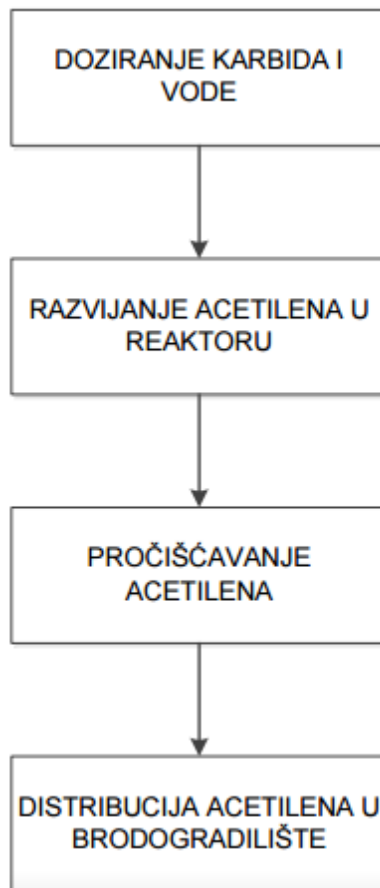 DOZIRANJE KARBIDA I
VODE
RAZVIJANJE ACETILENA U
REAKTORU
PROČIŠĆAVANJE
ACETILENA
DISTRIBUCIJA ACETILENA U
BRODOGRADILIŠTE